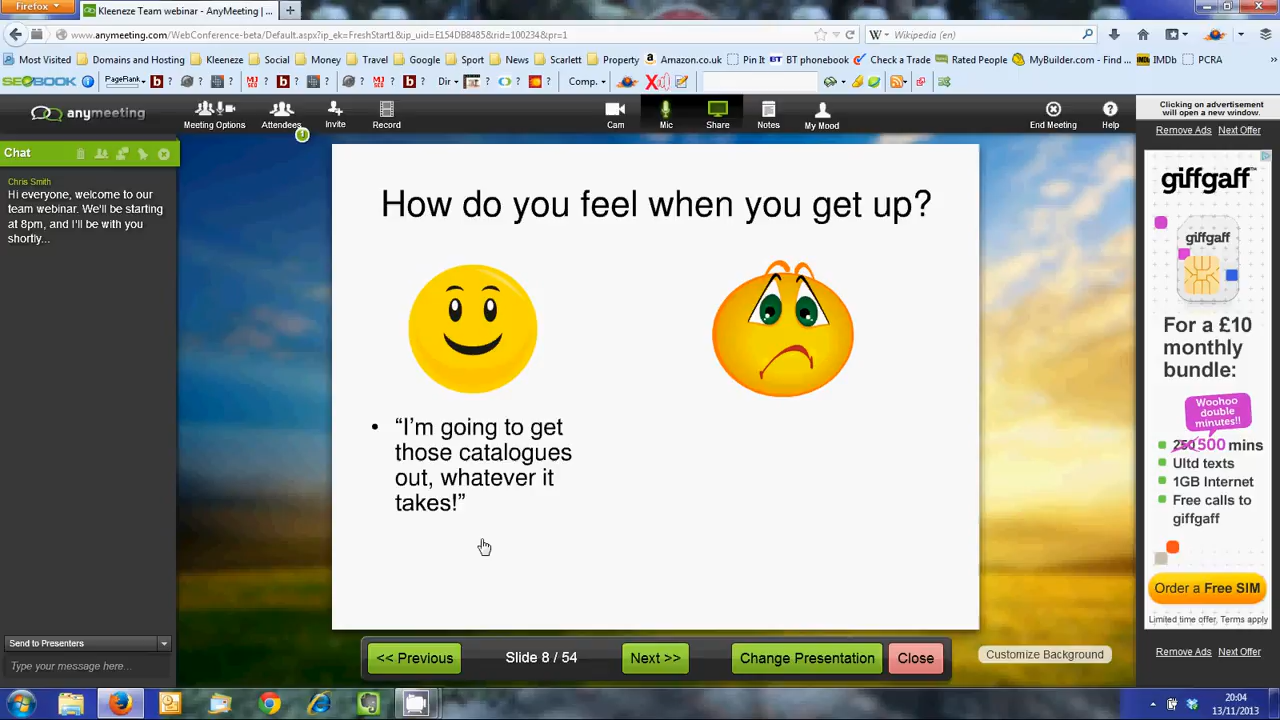 Firefox
Kleeneze Team webinar - AnyMeeting | ...
www.anymeeting.com/WebConference-beta/Default.aspx?ip_ek=FreshStart1&ip_uid=E154DB8485&rid=100234&pr=1
Wikipedia (en)
Most Visited
Domains and Hosting
Kleeneze
Social
Money
Travel
Google
Sport
News
Scarlett
Property
Amazon.co.uk
Pin It
BT phonebook
Check a Trade
Rated People
MyBuilder.com - Find ...
IMDb
PCRA
SEOBOOK
PageRank
Dir
Comp.
anymeeting
Meeting Options
Attendees
1
Invite
Record
Cam
Mic
Share
Notes
My Mood
End Meeting
Help
Clicking on advertisement
will open a new window.
Remove Ads Next Offer
Chat
Chris Smith
Hi everyone, welcome to our
team webinar. We'll be starting
at 8pm, and I'll be with you
shortly...
How do you feel when you get up?
• “I’m going to get
those catalogues
out, whatever it
takes!”
giffgaff
giffgaff
For a £10
monthly
bundle:
Woohoo
double
minutes!!
250 500 mins
Ultd texts
1GB Internet
Free calls to
giffgaff
Order a Free SIM
Limited time offer, Terms apply
Remove Ads Next Offer
Send to Presenters
Type your message here...
<< Previous
Slide 8 / 54
Next >>
Change Presentation
Close
Customize Background
20:04
13/11/2013